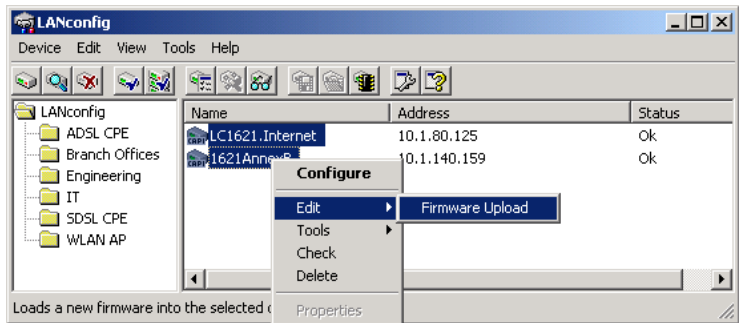 LANconfig
Device Edit View Tools Help
LANconfig
ADSL CPE
Branch Offices
Engineering
IT
SDSL CPE
WLAN AP
Name Address Status
LC1621.Internet 10.1.80.125 Ok
1621AnnexB 10.1.140.159 Ok
Configure
Edit
Firmware Upload
Tools
Check
Delete
Properties
Loads a new firmware into the selected